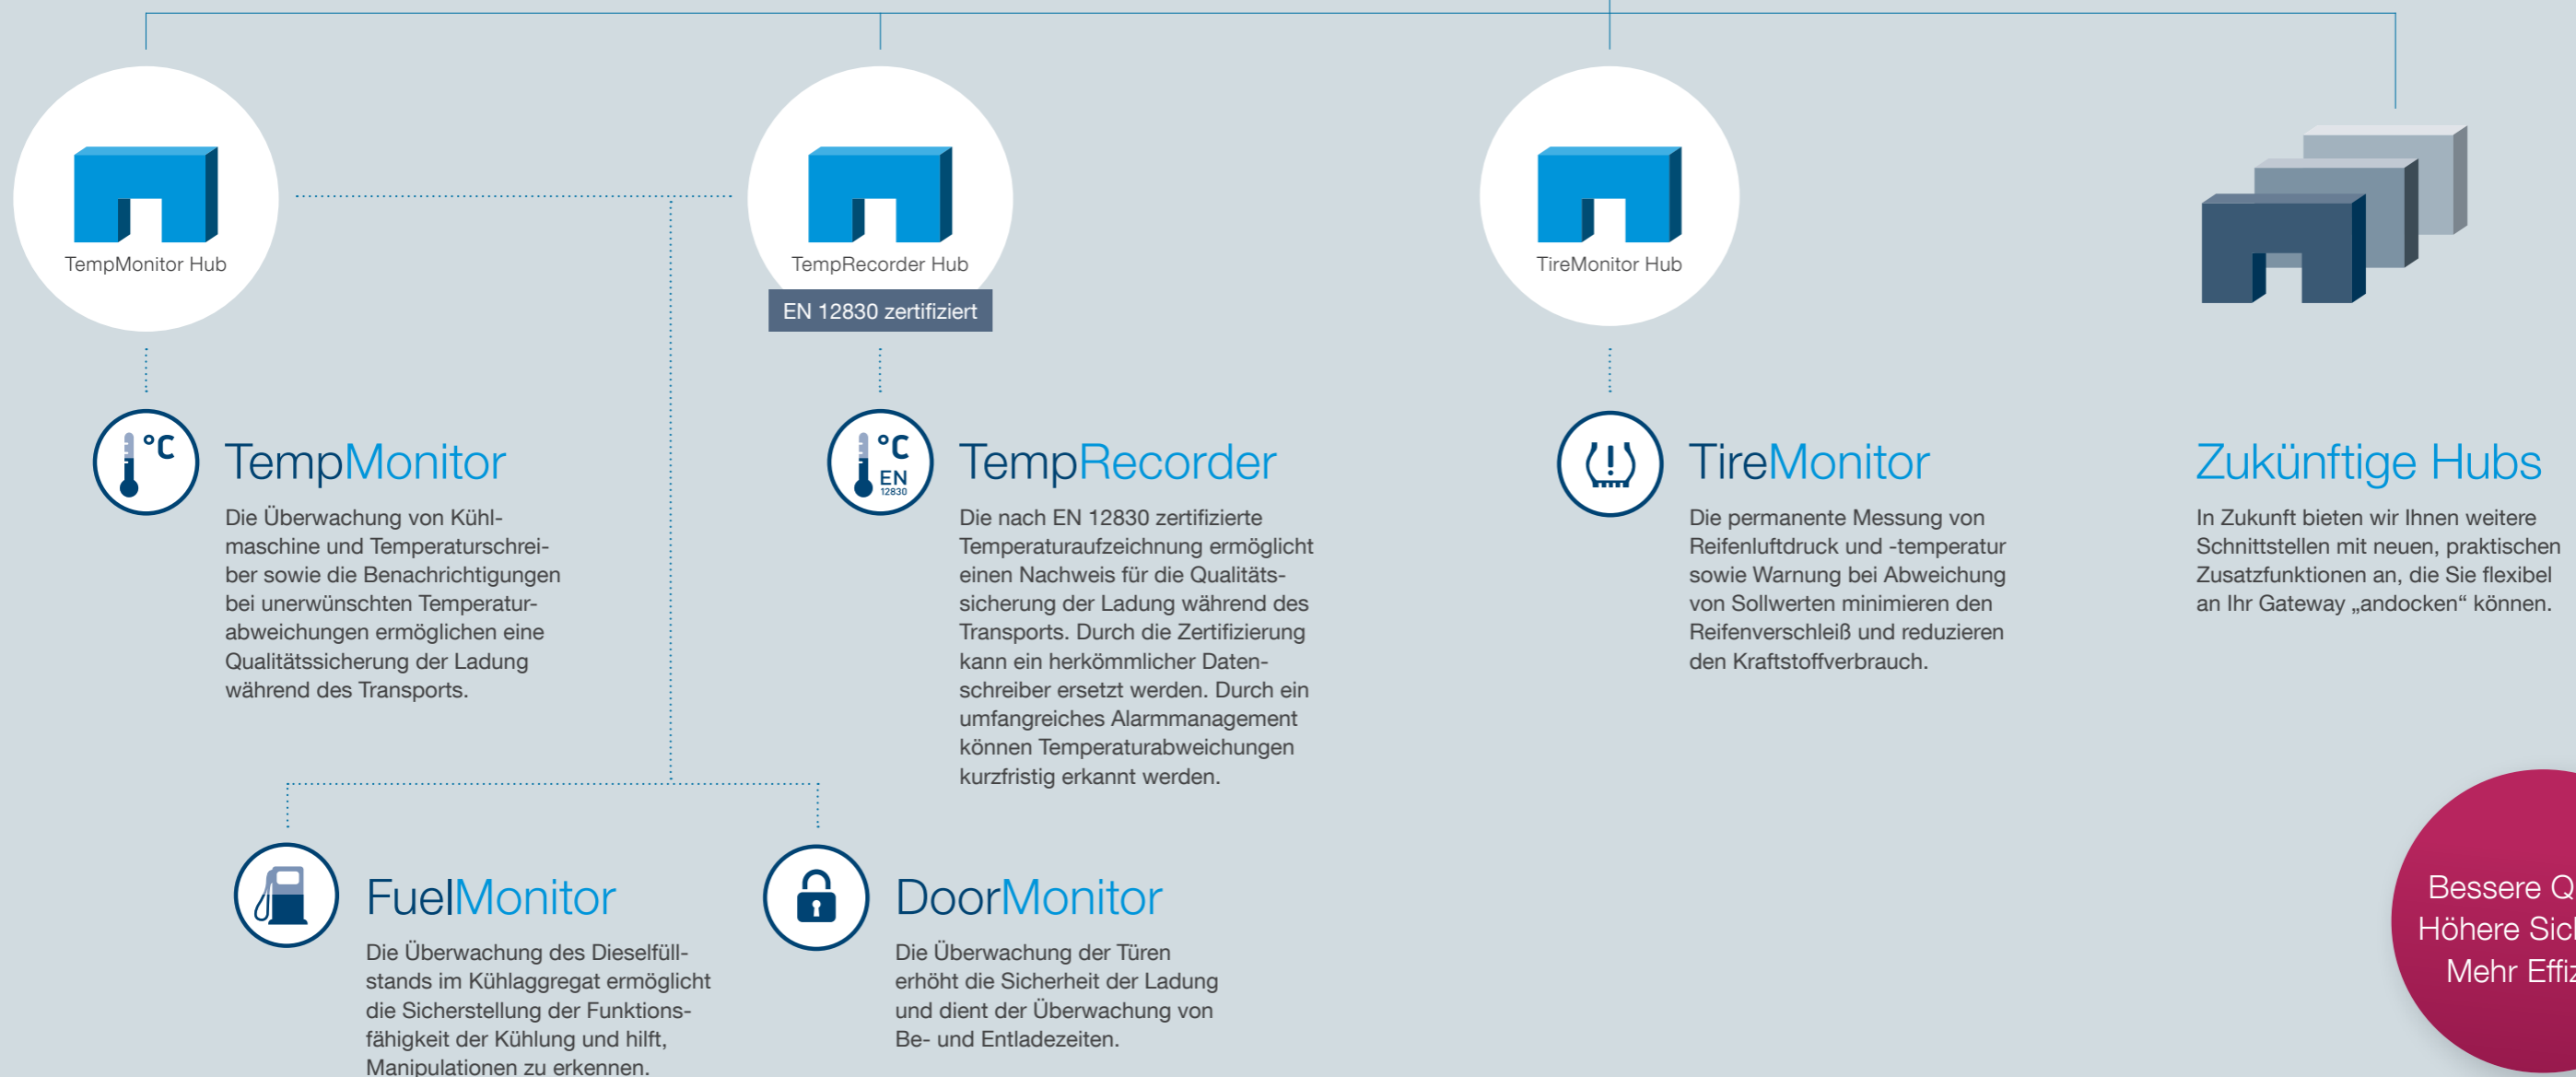 TempMonitor Hub
TempRecorder Hub
EN 12830 zertifiziert
TireMonitor Hub
°C
TempMonitor
Die Überwachung von Kühl-
maschine und Temperaturschrei-
ber sowie die Benachrichtigungen
bei unerwünschten Temperatur-
abweichungen ermöglichen eine
Qualitätssicherung der Ladung
während des Transports.
°C
EN
12830
TempRecorder
Die nach EN 12830 zertifizierte
Temperaturaufzeichnung ermöglicht
einen Nachweis für die Qualitäts-
sicherung der Ladung während des
Transports. Durch die Zertifizierung
kann ein herkömmlicher Daten-
schreiber ersetzt werden. Durch ein
umfangreiches Alarmmanagement
können Temperaturabweichungen
kurzfristig erkannt werden.
TireMonitor
Die permanente Messung von
Reifenluftdruck und -temperatur
sowie Warnung bei Abweichung
von Sollwerten minimieren den
Reifenverschleiß und reduzieren
den Kraftstoffverbrauch.
Zukünftige Hubs
In Zukunft bieten wir Ihnen weitere
Schnittstellen mit neuen, praktischen
Zusatzfunktionen an, die Sie flexibel
an Ihr Gateway „andocken“ können.
FuelMonitor
Die Überwachung des Dieselfüll-
stands im Kühlaggregat ermöglicht
die Sicherstellung der Funktions-
fähigkeit der Kühlung und hilft,
Manipulationen zu erkennen.
DoorMonitor
Die Überwachung der Türen
erhöht die Sicherheit der Ladung
und dient der Überwachung von
Be- und Entladezeiten.
Bessere
Höhere
Mehr